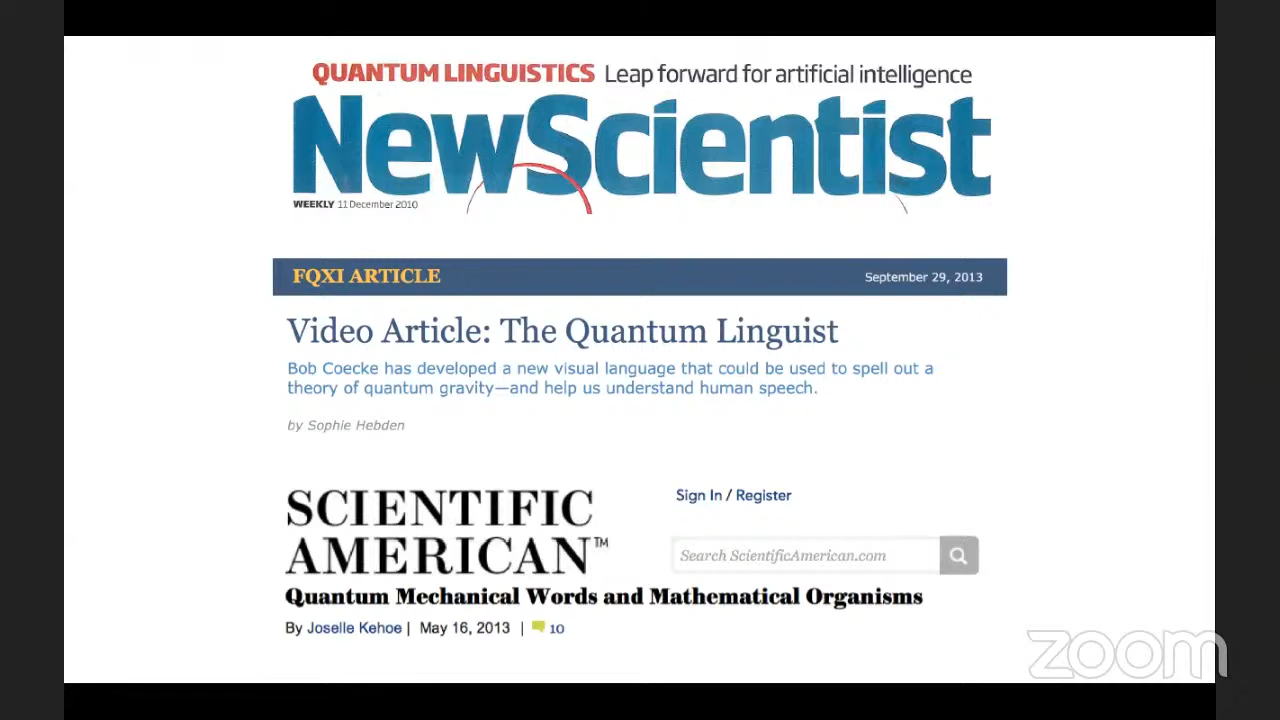 QUANTUM LINGUISTICS Leap forward for artificial intelligence
NewScientist
WEEKLY 11 December 2010
FQXI ARTICLE September 29, 2013
Video Article: The Quantum Linguist
Bob Coecke has developed a new visual language that could be used to spell out a
theory of quantum gravity—and help us understand human speech.
by Sophie Hebden
SCIENTIFIC
AMERICAN™
Sign In / Register
Search ScientificAmerican.com
Quantum Mechanical Words and Mathematical Organisms
By Joselle Kehoe | May 16, 2013 | 10
zoom